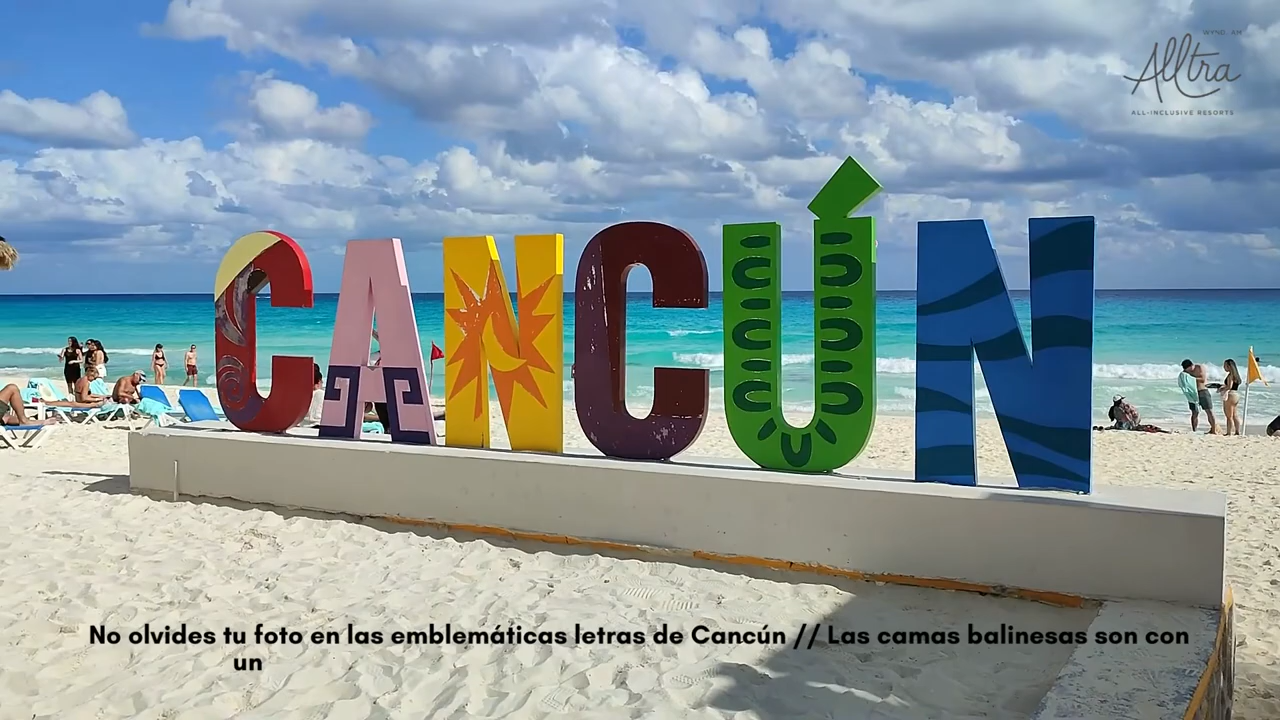 WYNDHAM
Alltra
ALL-INCLUSIVE RESORTS
CANCÚN
No olvides tu foto en las emblemáticas letras de Cancún // Las camas balinesas son con
un